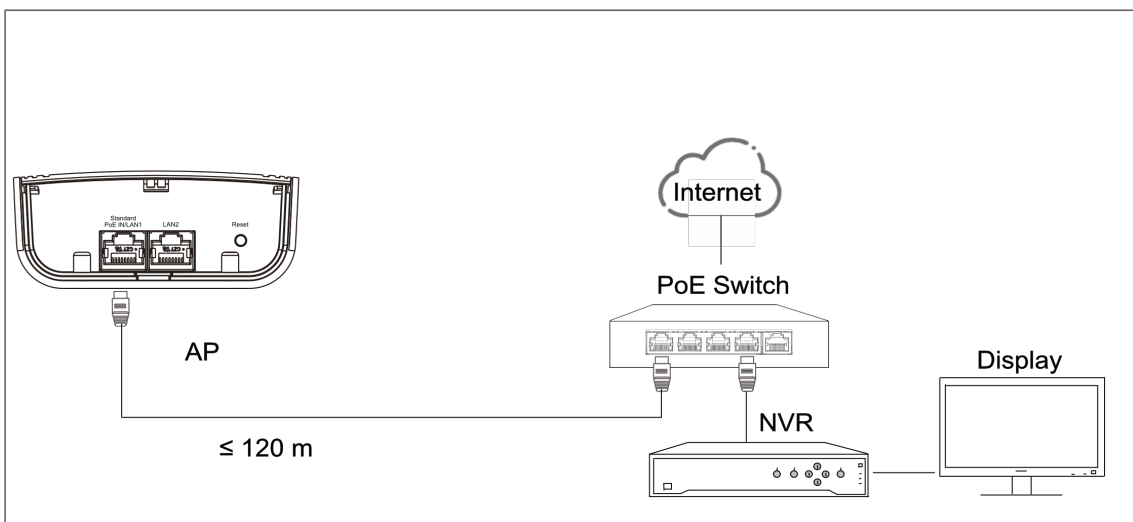 Internet
Standard
PoE IN/LAN1
LAN2
Reset
PoE Switch
AP
Display
≤ 120 m
NVR